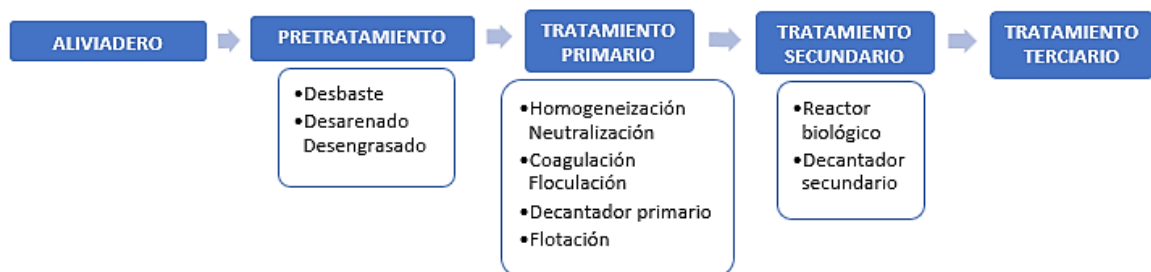 ALIVIADERO
PRETRATAMIENTO
•Desbaste
•Desarenado
Desengrasado
TRATAMIENTO
PRIMARIO
•Homogeneización
Neutralización
•Coagulación
Floculación
•Decantador primario
•Flotación
TRATAMIENTO
SECUNDARIO
•Reactor
biológico
•Decantador
secundario
TRATAMIENTO
TERCIARIO